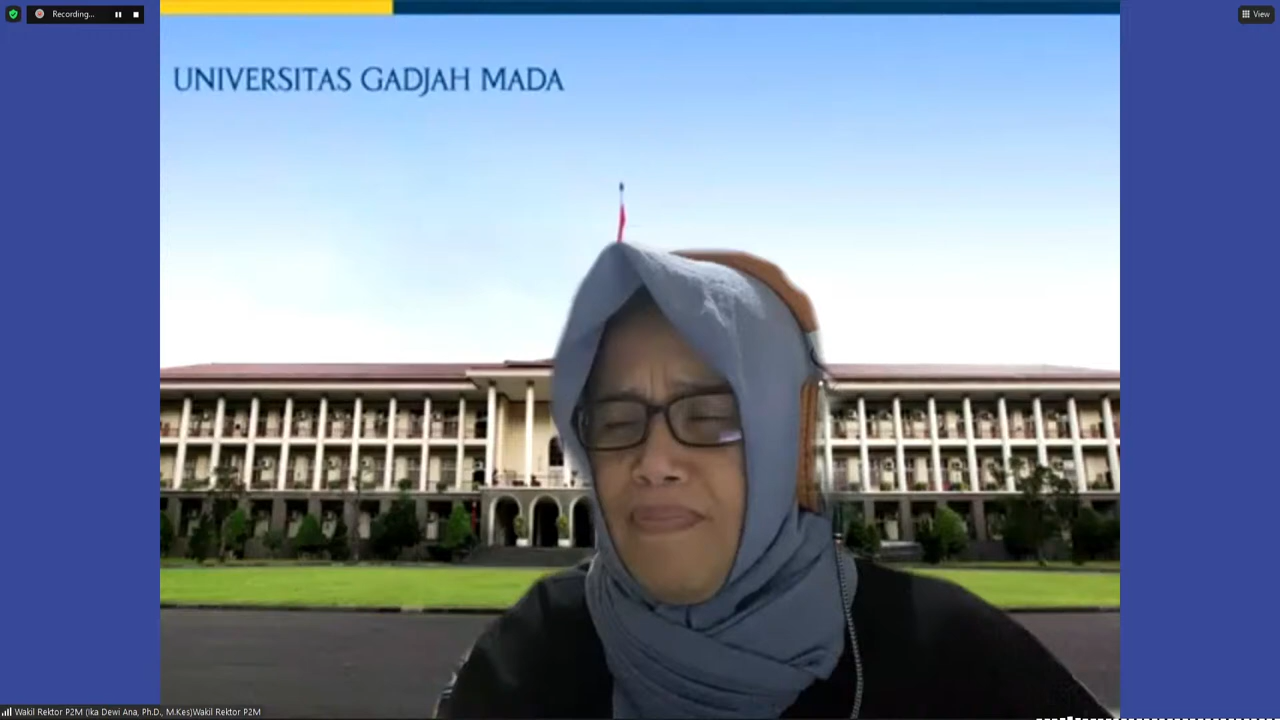 Recording...
View
UNIVERSITAS GADJAH MADA
Wakil Rektor P2M (Ika Dewi Ana, Ph.D., M.Kes)Wakil Rektor P2M